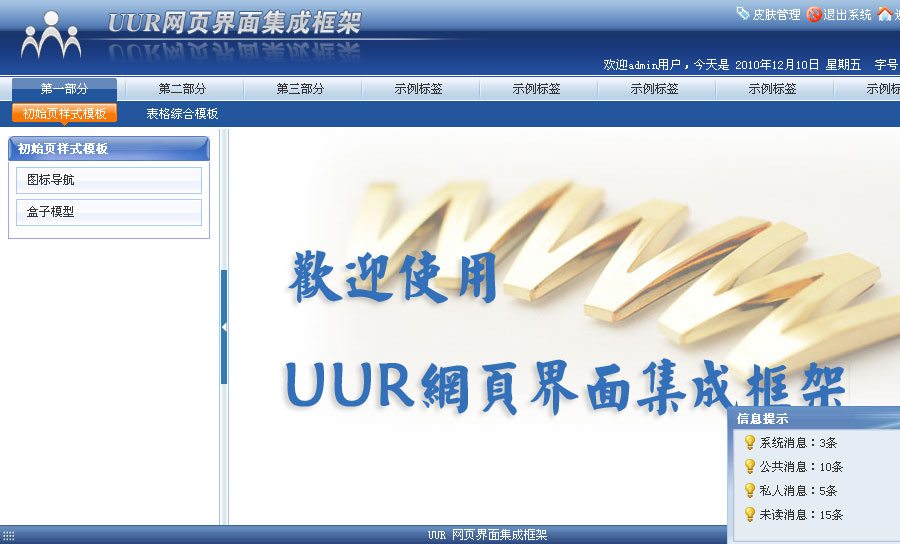 UUR网页界面集成框架
皮肤管理 退出系统
欢迎admin用户，今天是 2010年12月10日 星期五 字号
第一部分 第二部分 第三部分 示例标签 示例标签 示例标签 示例标签 示例标
初始页样式模板 表格综合模板
初始页样式模板
图标导航
盒子模型
歡迎使用
UUR網頁界面集成框架
信息提示
系统消息：3条
公共消息：10条
私人消息：5条
未读消息：15条
UUR 网页界面集成框架